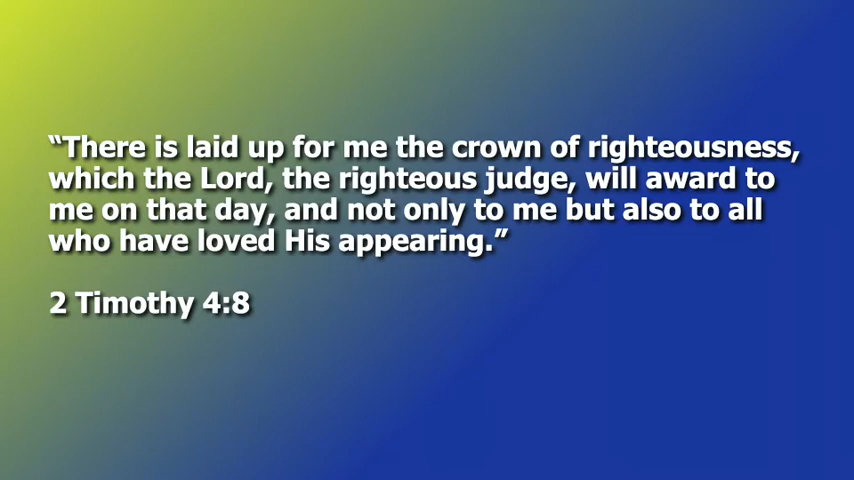 “There is laid up for me the crown of righteousness,
which the Lord, the righteous judge, will award to
me on that day, and not only to me but also to all
who have loved His appearing.”
2 Timothy 4:8